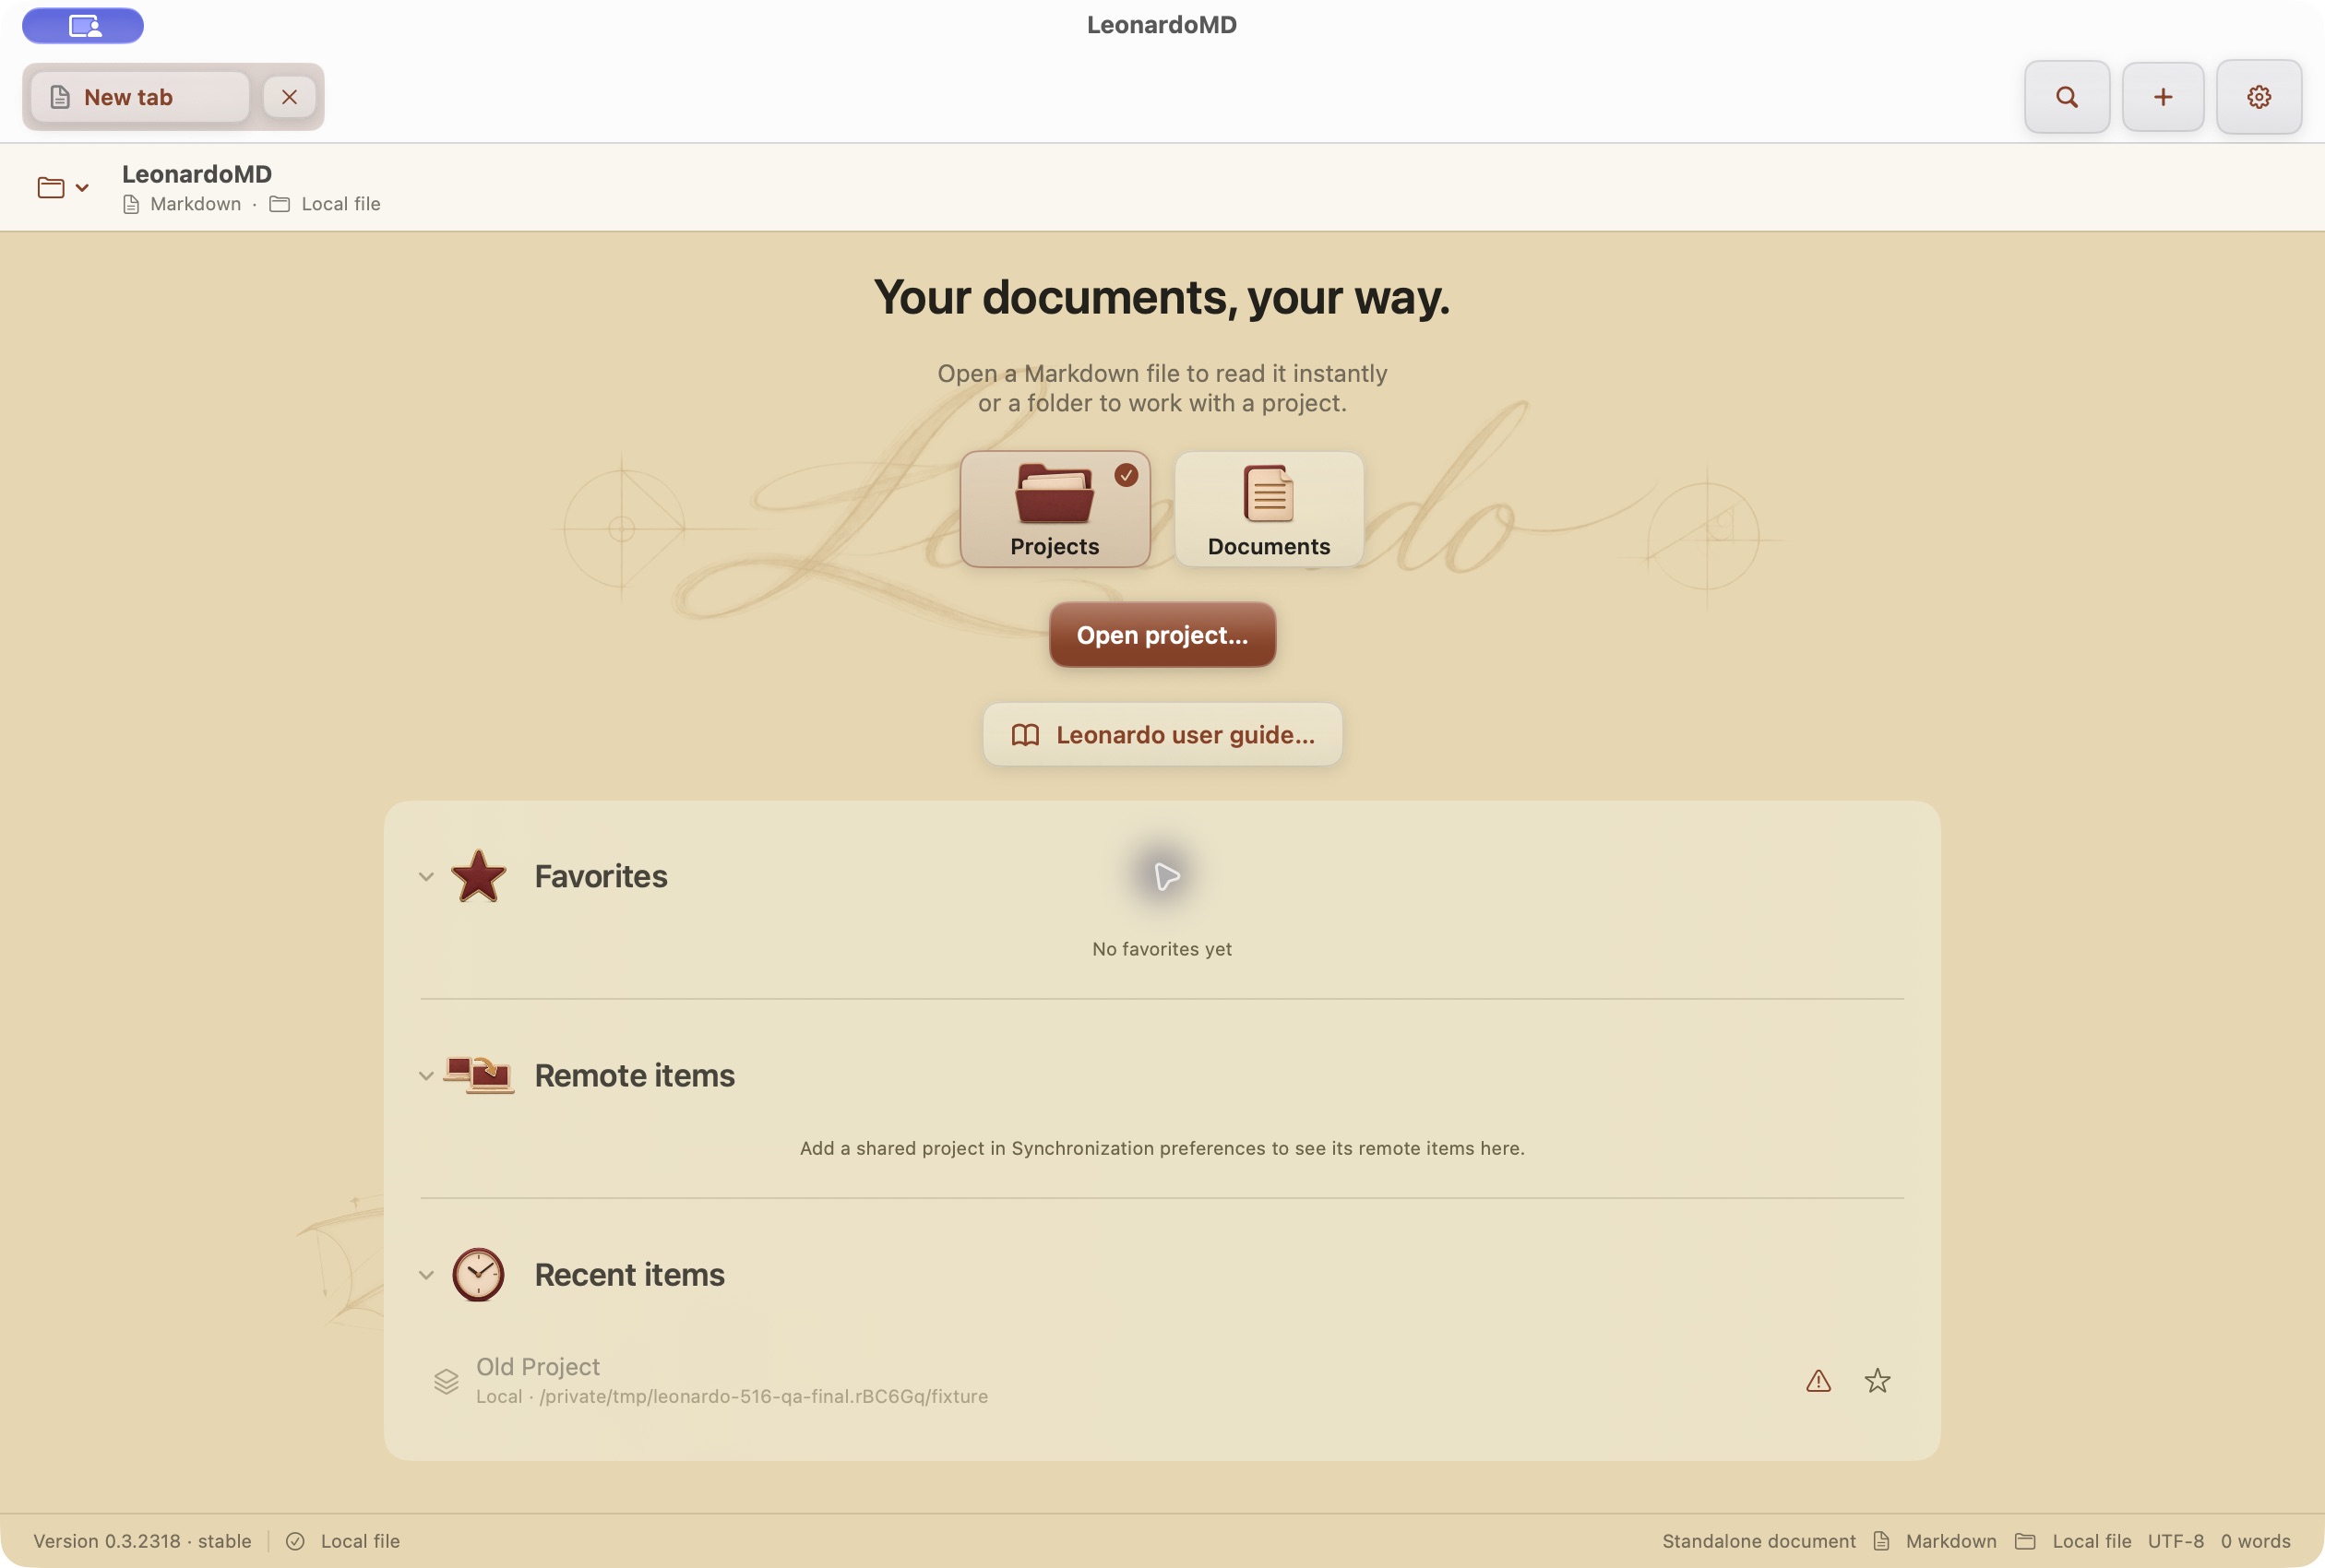 LeonardoMD
New tab
LeonardoMD
Markdown · Local file
Your documents, your way.
Open a Markdown file to read it instantly
or a folder to work with a project.
Leonardo
Projects
Documents
Open project...
Leonardo user guide...
Favorites
No favorites yet
Remote items
Add a shared project in Synchronization preferences to see its remote items here.
Recent items
Old Project
Local · /private/tmp/leonardo-516-qa-final.rBC6Gq/fixture
Version 0.3.2318 · stable Local file
Standalone document Markdown Local file UTF-8 0 words